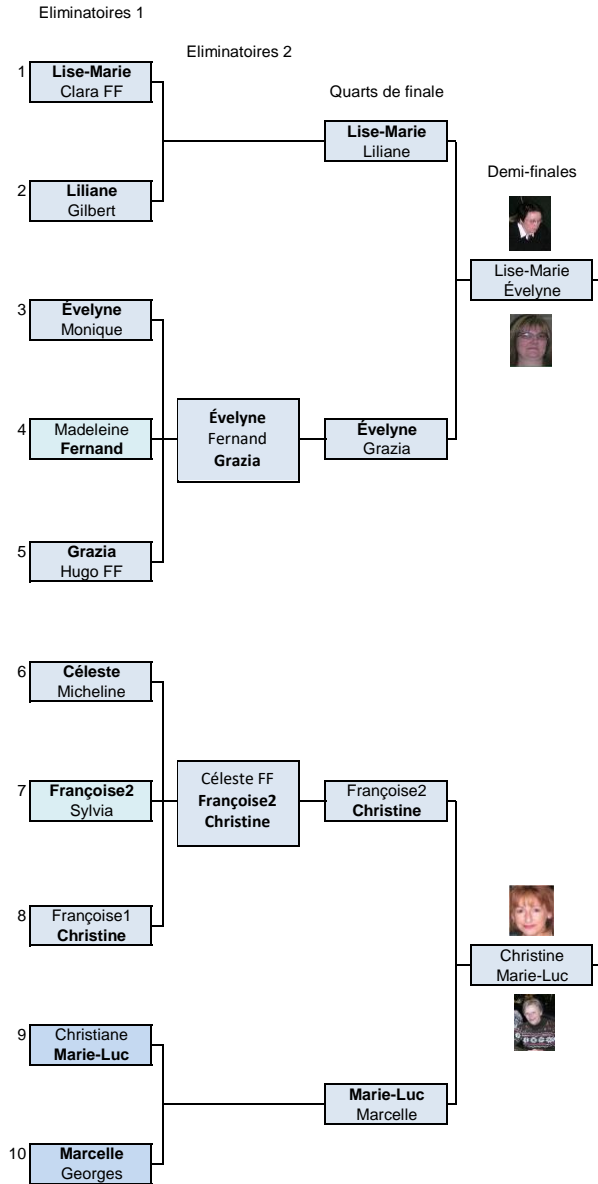 Eliminatoires 1
Eliminatoires 2
Quarts de finale
Demi-finales
1
Lise-Marie
Clara FF
2
Liliane
Gilbert
3
Évelyne
Monique
4
Madeleine
Fernand
5
Grazia
Hugo FF
6
Céleste
Micheline
7
Françoise2
Sylvia
8
Françoise1
Christine
9
Christiane
Marie-Luc
10
Marcelle
Georges
Évelyne
Fernand
Grazia
Céleste FF
Françoise2
Christine
Lise-Marie
Liliane
Évelyne
Grazia
Françoise2
Christine
Marie-Luc
Marcelle
Lise-Marie
Évelyne
Christine
Marie-Luc